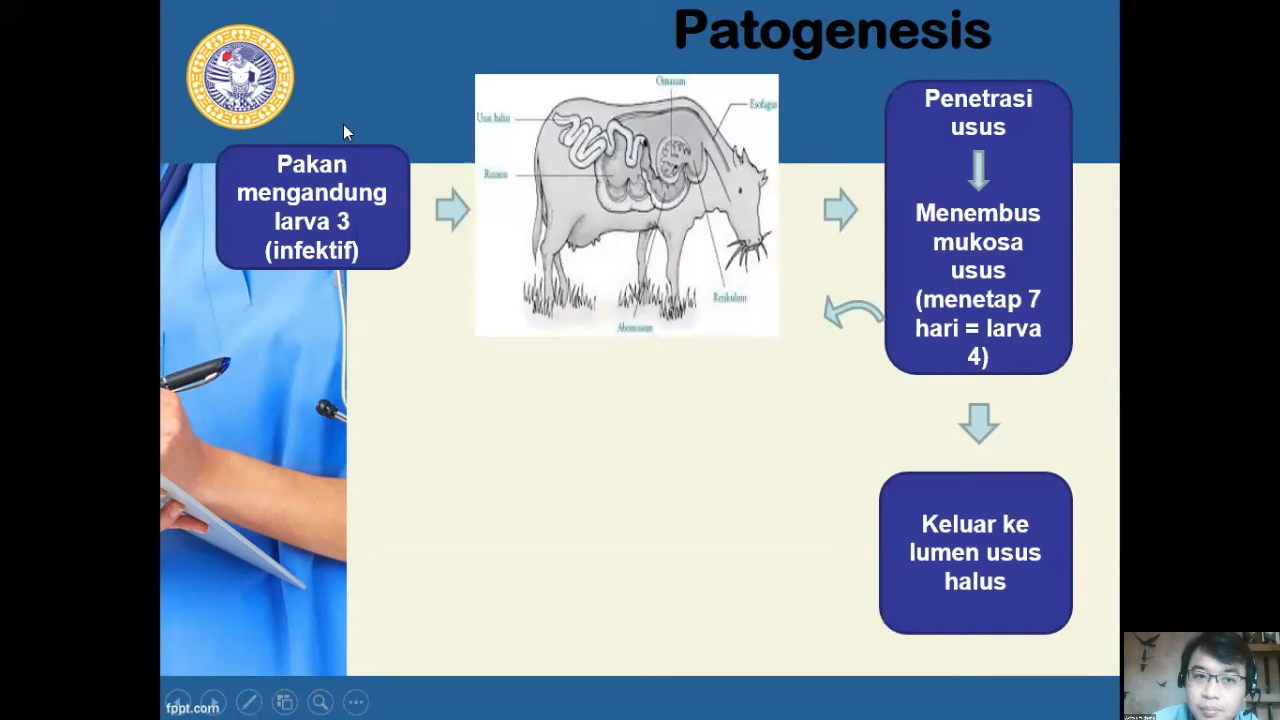 Patogenesis
Pakan
mengandung
larva 3
(infektif)
Omasum
Esofagus
Usus halus
Rumen
Retikulum
Abomasum
Penetrasi
usus
Menembus
mukosa
usus
(menetap 7
hari = larva
4)
Keluar ke
lumen usus
halus
fppt.com